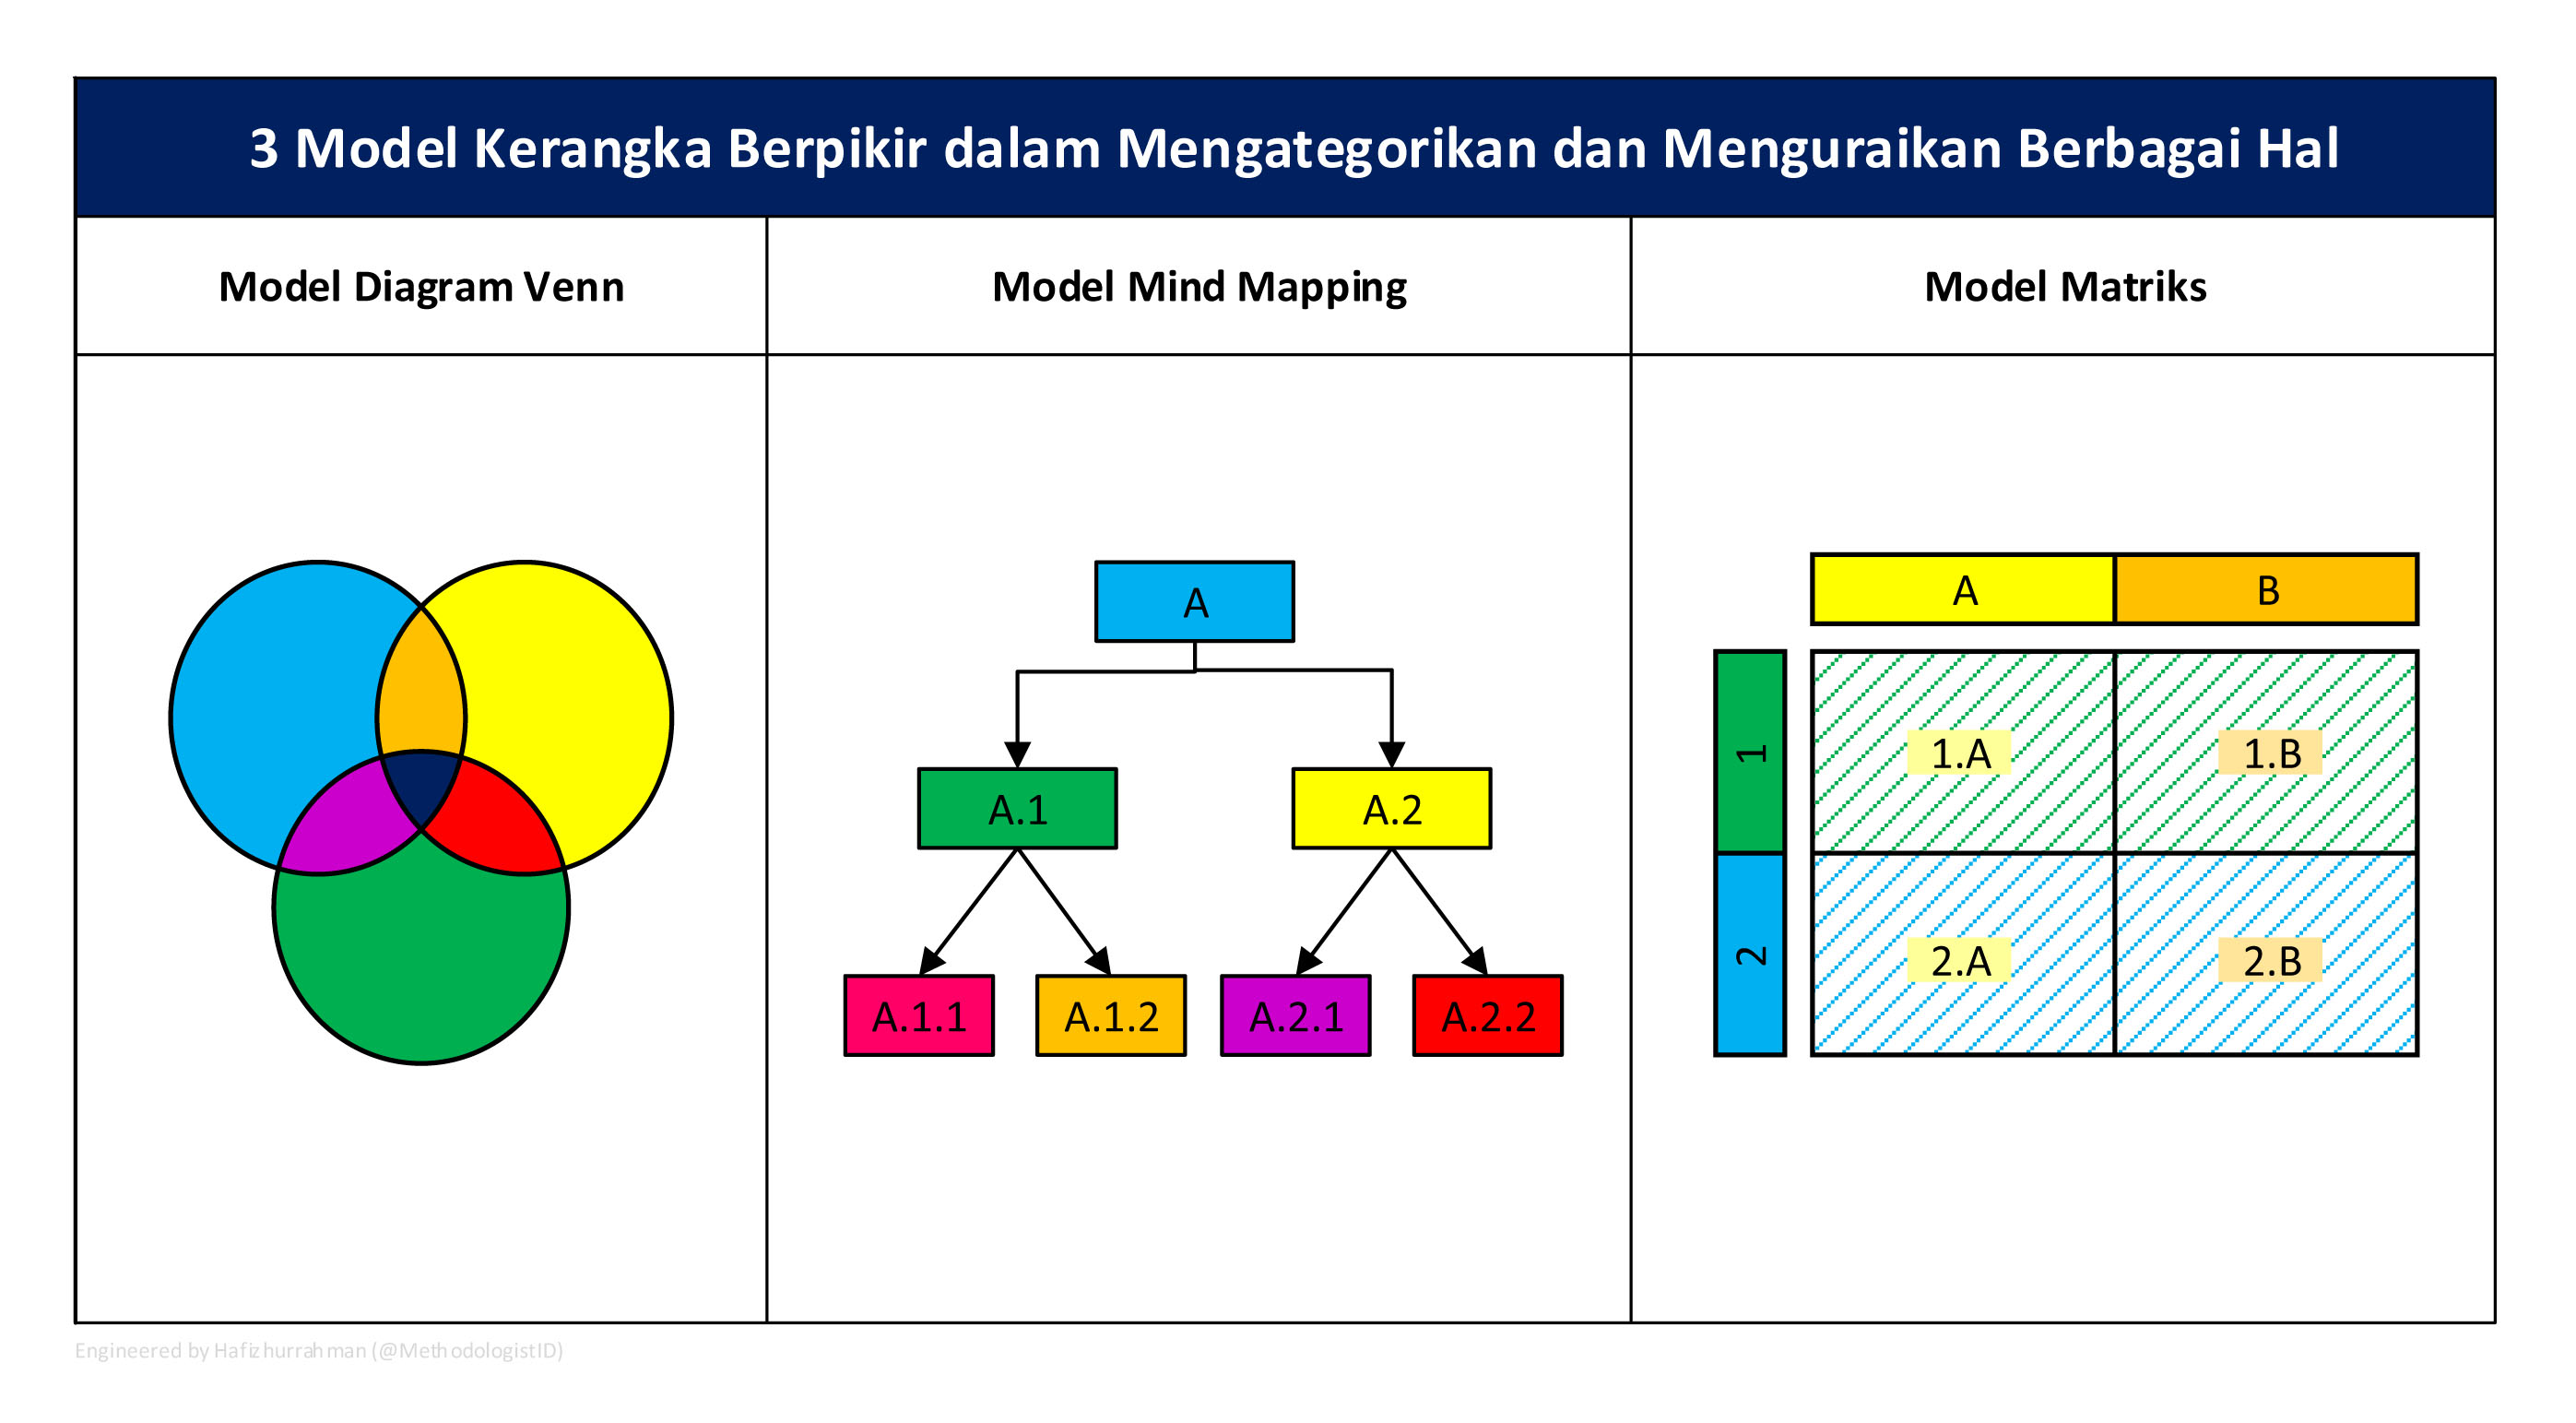 3 Model Kerangka Berpikir dalam Mengategorikan dan Menguraikan Berbagai Hal
Model Diagram Venn
Model Mind Mapping
Model Matriks
A
A.1
A.2
A.1.1
A.1.2
A.2.1
A.2.2
A
B
1
1.A
1.B
2
2.A
2.B
Engineered by Hafizhurrahman (@MethodologistID)